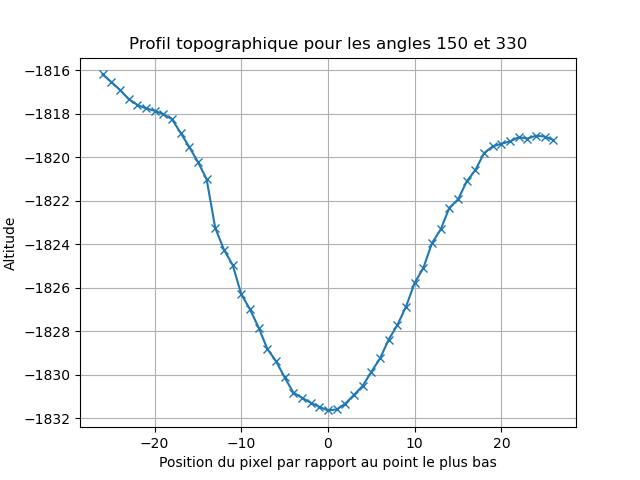 Profil topographique pour les angles 150 et 330
−1816
−1818
−1820
−1822
−1824
−1826
−1828
−1830
−1832
Altitude
−20 −10 0 10 20
Position du pixel par rapport au point le plus bas